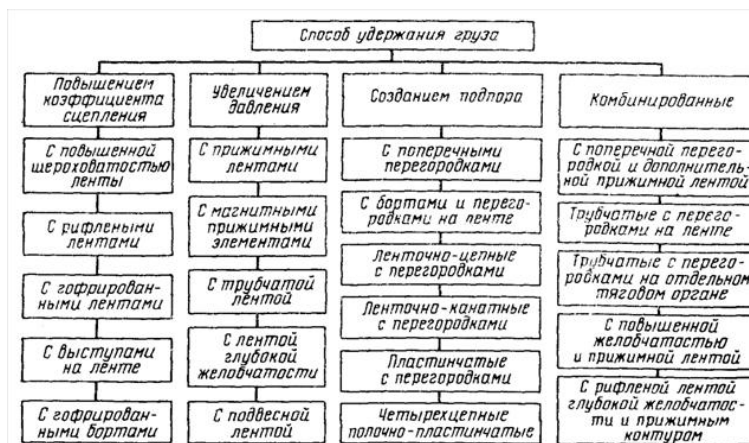 Способ удержания груза
Повышением
коэффициента
сцепления
С повышенной
щероховатостью
ленты
С рифлеными
лентами
С гофрирован-
ными лентами
С выступами
на ленте
С гофрирован-
ными бортами
Увеличением
давления
С прижимными
лентами
С магнитными
прижимными
элементами
С трубчатой
лентой
С лентой
глубокой
желобчатости
С подвесной
лентой
Созданием подпора
С поперечными
перегородками
С бортами и перего-
родками на ленте
Ленточно-цепные
с перегородками
Ленточно-канатные
с перегородками
Пластинчатые
с перегородками
Четырехцепные
полочно-пластинчатые
Комбинированные
С поперечной перего-
родкой и дополнитель-
ной прижимной лентой
Трубчатые с перего-
родками на ленте
Трубчатые с перего-
родками на отдельном
тяговом органе
С повышенной
желобчатостью
и прижимной лентой
С рифленой лентой
глубокой желобчатос-
ти и прижимным
контуром